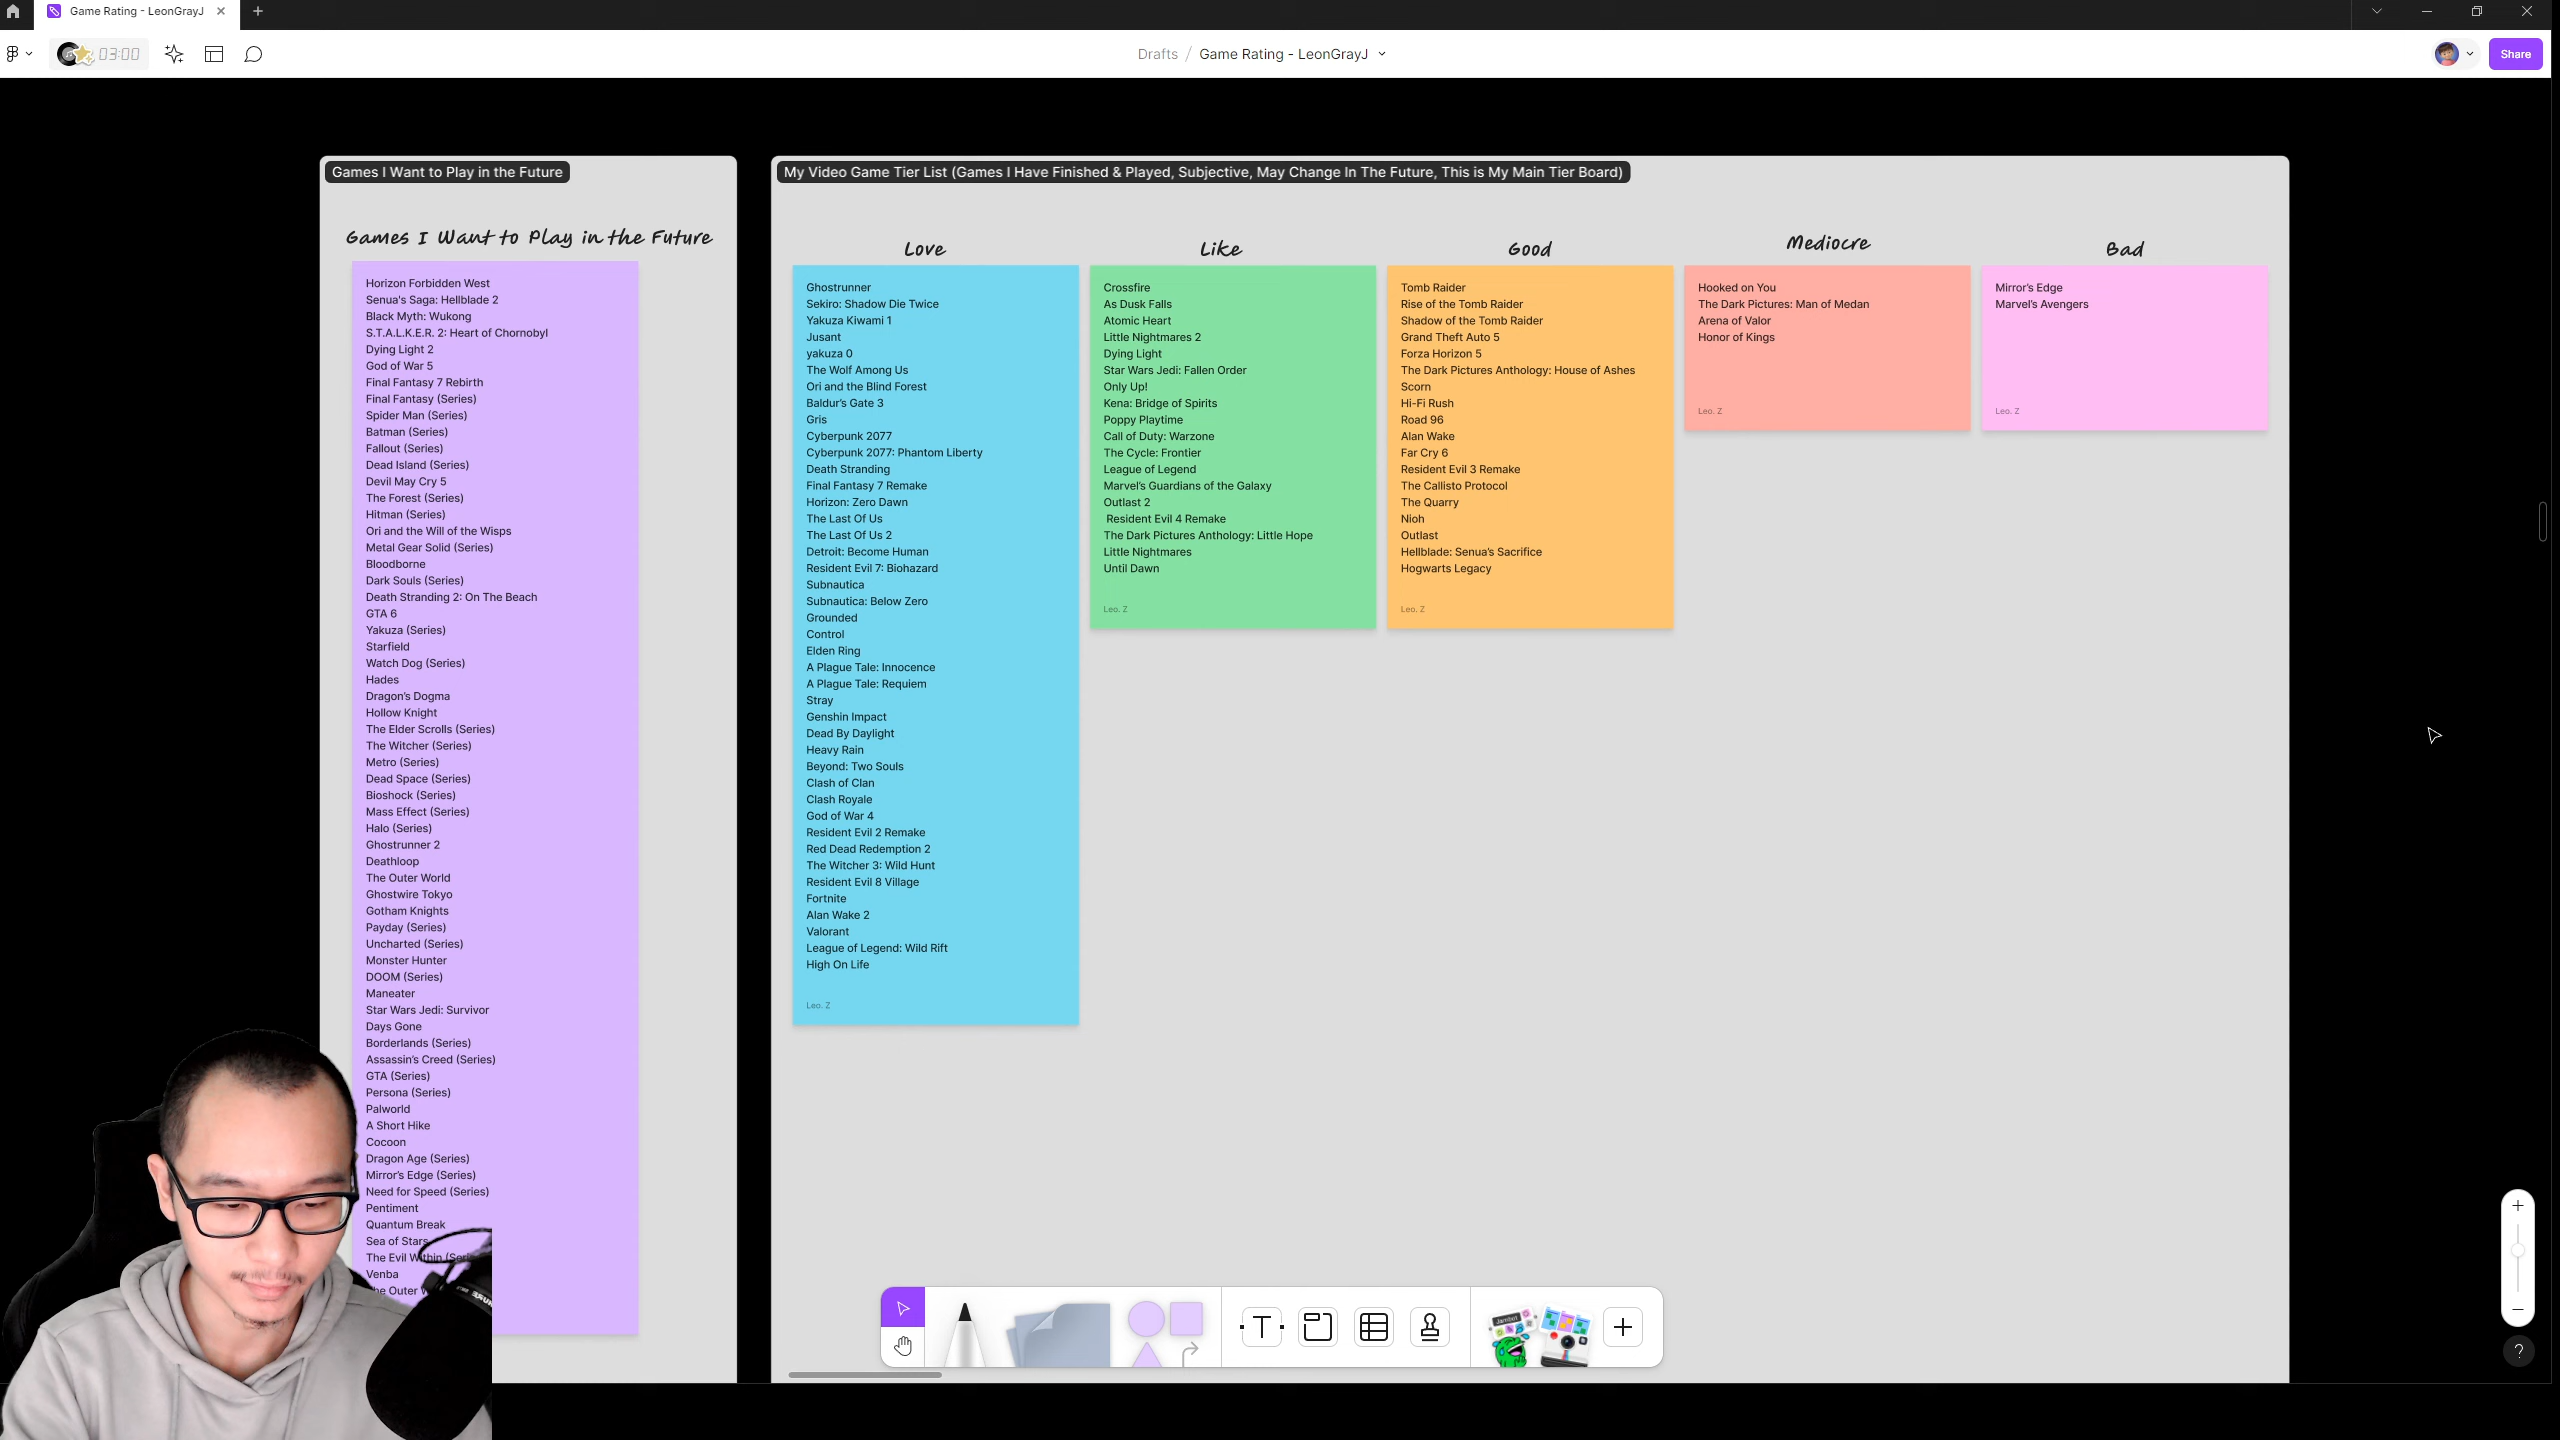 Game Rating - LeonGrayJ
03:00
Drafts / Game Rating - LeonGrayJ
Share
Games I Want to Play in the Future
Games I Want to Play in the Future
Horizon Forbidden West
Senua's Saga: Hellblade 2
Black Myth: Wukong
S.T.A.L.K.E.R. 2: Heart of Chornobyl
Dying Light 2
God of War 5
Final Fantasy 7 Rebirth
Final Fantasy (Series)
Spider Man (Series)
Batman (Series)
Fallout (Series)
Dead Island (Series)
Devil May Cry 5
The Forest (Series)
Hitman (Series)
Ori and the Will of the Wisps
Metal Gear Solid (Series)
Bloodborne
Dark Souls (Series)
Death Stranding 2: On The Beach
GTA 6
Yakuza (Series)
Starfield
Watch Dog (Series)
Hades
Dragon's Dogma
Hollow Knight
The Elder Scrolls (Series)
The Witcher (Series)
Metro (Series)
Dead Space (Series)
Bioshock (Series)
Mass Effect (Series)
Halo (Series)
Ghostrunner 2
Deathloop
The Outer World
Ghostwire Tokyo
Gotham Knights
Payday (Series)
Uncharted (Series)
Monster Hunter
DOOM (Series)
Maneater
Star Wars Jedi: Survivor
Days Gone
Borderlands (Series)
Assassin's Creed (Series)
GTA (Series)
Persona (Series)
Palworld
A Short Hike
Cocoon
Dragon Age (Series)
Mirror's Edge (Series)
Need for Speed (Series)
Pentiment
Quantum Break
Sea of Stars
The Evil Within
Venba
Outer
My Video Game Tier List (Games I Have Finished & Played, Subjective, May Change In The Future, This is My Main Tier Board)
Love
Ghostrunner
Sekiro: Shadow Die Twice
Yakuza Kiwami 1
Jusant
yakuza 0
The Wolf Among Us
Ori and the Blind Forest
Baldur's Gate 3
Gris
Cyberpunk 2077
Cyberpunk 2077: Phantom Liberty
Death Stranding
Final Fantasy 7 Remake
Horizon: Zero Dawn
The Last Of Us
The Last Of Us 2
Detroit: Become Human
Resident Evil 7: Biohazard
Subnautica
Subnautica: Below Zero
Grounded
Control
Elden Ring
A Plague Tale: Innocence
A Plague Tale: Requiem
Stray
Genshin Impact
Dead By Daylight
Heavy Rain
Beyond: Two Souls
Clash of Clan
Clash Royale
God of War 4
Resident Evil 2 Remake
Red Dead Redemption 2
The Witcher 3: Wild Hunt
Resident Evil 8 Village
Fortnite
Alan Wake 2
Valorant
League of Legend: Wild Rift
High On Life
Leo. Z
Like
Crossfire
As Dusk Falls
Atomic Heart
Little Nightmares 2
Dying Light
Star Wars Jedi: Fallen Order
Only Up!
Kena: Bridge of Spirits
Poppy Playtime
Call of Duty: Warzone
The Cycle: Frontier
League of Legend
Marvel's Guardians of the Galaxy
Outlast 2
Resident Evil 4 Remake
The Dark Pictures Anthology: Little Hope
Little Nightmares
Until Dawn
Leo. Z
Good
Tomb Raider
Rise of the Tomb Raider
Shadow of the Tomb Raider
Grand Theft Auto 5
Forza Horizon 5
The Dark Pictures Anthology: House of Ashes
Scorn
Hi-Fi Rush
Road 96
Alan Wake
Far Cry 6
Resident Evil 3 Remake
The Callisto Protocol
The Quarry
Nioh
Outlast
Hellblade: Senua's Sacrifice
Hogwarts Legacy
Leo. Z
Mediocre
Hooked on You
The Dark Pictures: Man of Medan
Arena of Valor
Honor of Kings
Leo. Z
Bad
Mirror's Edge
Marvel's Avengers
Leo. Z
T
Jambot